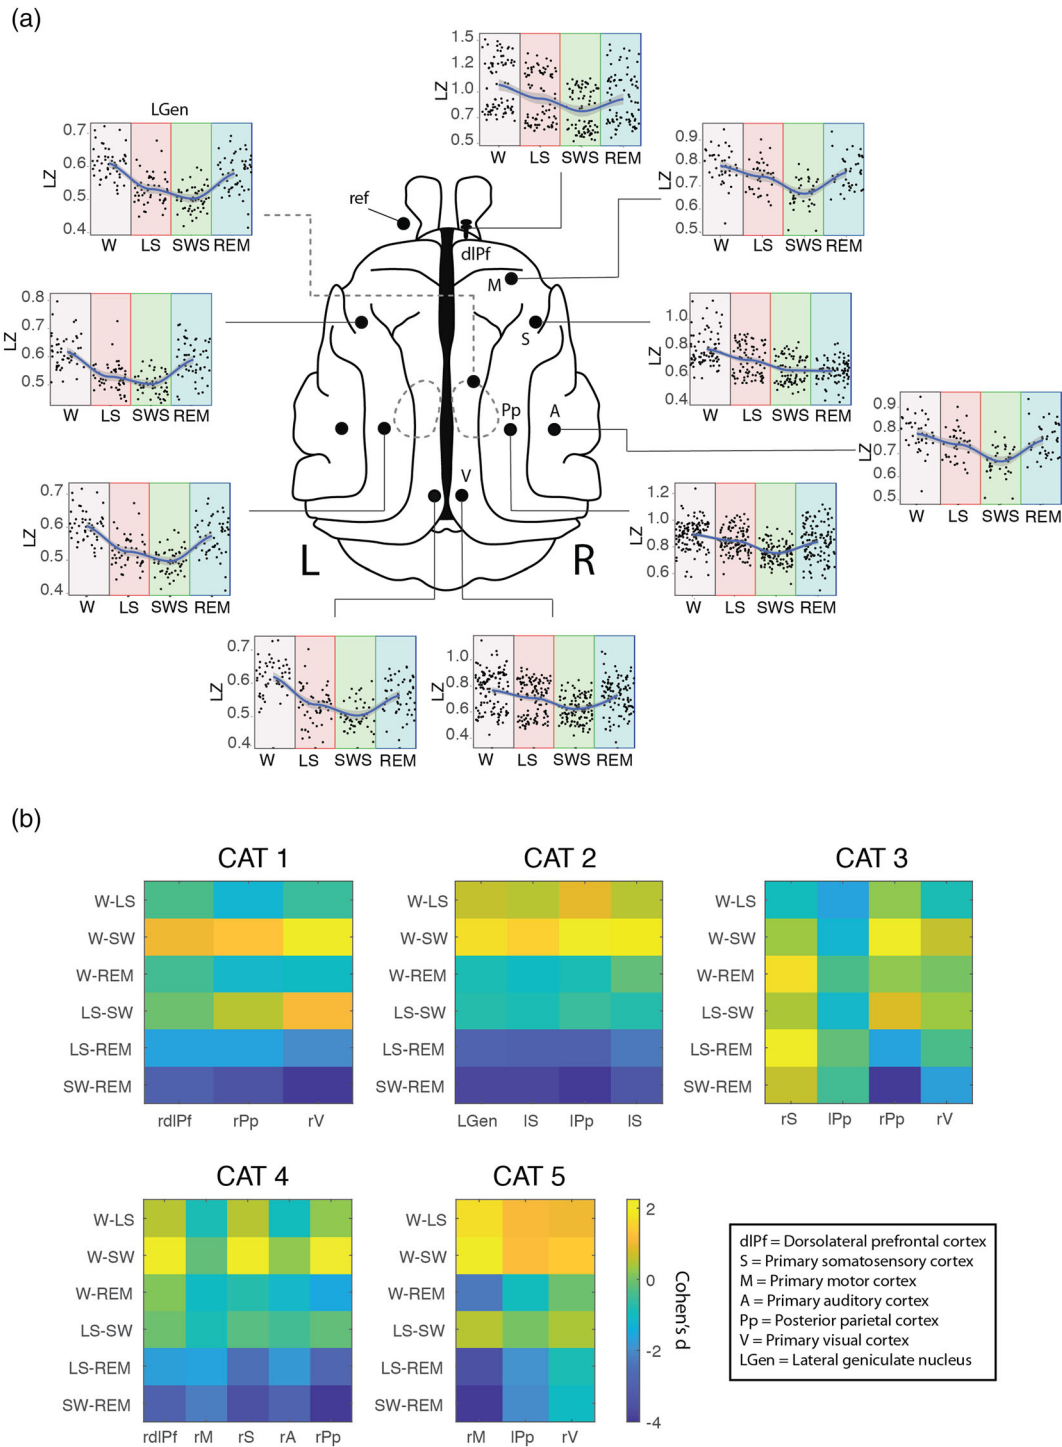 (a)
1.5
1.2
1.0
0.7
0.5
LZ
W LS SWS REM
LGen
0.7
0.6
0.5
0.4
LZ
W LS SWS REM
0.9
0.8
0.7
0.6
0.5
LZ
W LS SWS REM
ref
dlPf
M
S
Pp
A
V
L
R
0.8
0.7
0.6
0.5
LZ
W LS SWS REM
1.0
0.8
0.6
0.4
LZ
W LS SWS REM
0.9
0.8
0.7
0.6
0.5
LZ
W LS SWS REM
0.7
0.6
0.5
0.4
LZ
W LS SWS REM
1.2
1.0
0.8
0.6
LZ
W LS SWS REM
0.7
0.6
0.5
0.4
LZ
W LS SWS REM
1.0
0.8
0.6
0.4
LZ
W LS SWS REM
(b)
CAT 1
W-LS
W-SW
W-REM
LS-SW
LS-REM
SW-REM
rdlPf rPp rV
CAT 2
W-LS
W-SW
W-REM
LS-SW
LS-REM
SW-REM
LGen lS lPp lS
CAT 3
W-LS
W-SW
W-REM
LS-SW
LS-REM
SW-REM
rS lPp rPp rV
CAT 4
W-LS
W-SW
W-REM
LS-SW
LS-REM
SW-REM
rdlPf rM rS rA rPp
CAT 5
W-LS
W-SW
W-REM
LS-SW
LS-REM
SW-REM
rM lPp rV
2
0
-2
-4
Cohen's d
dlPf = Dorsolateral prefrontal cortex
S = Primary somatosensory cortex
M = Primary motor cortex
A = Primary auditory cortex
Pp = Posterior parietal cortex
V = Primary visual cortex
LGen = Lateral geniculate nucleus